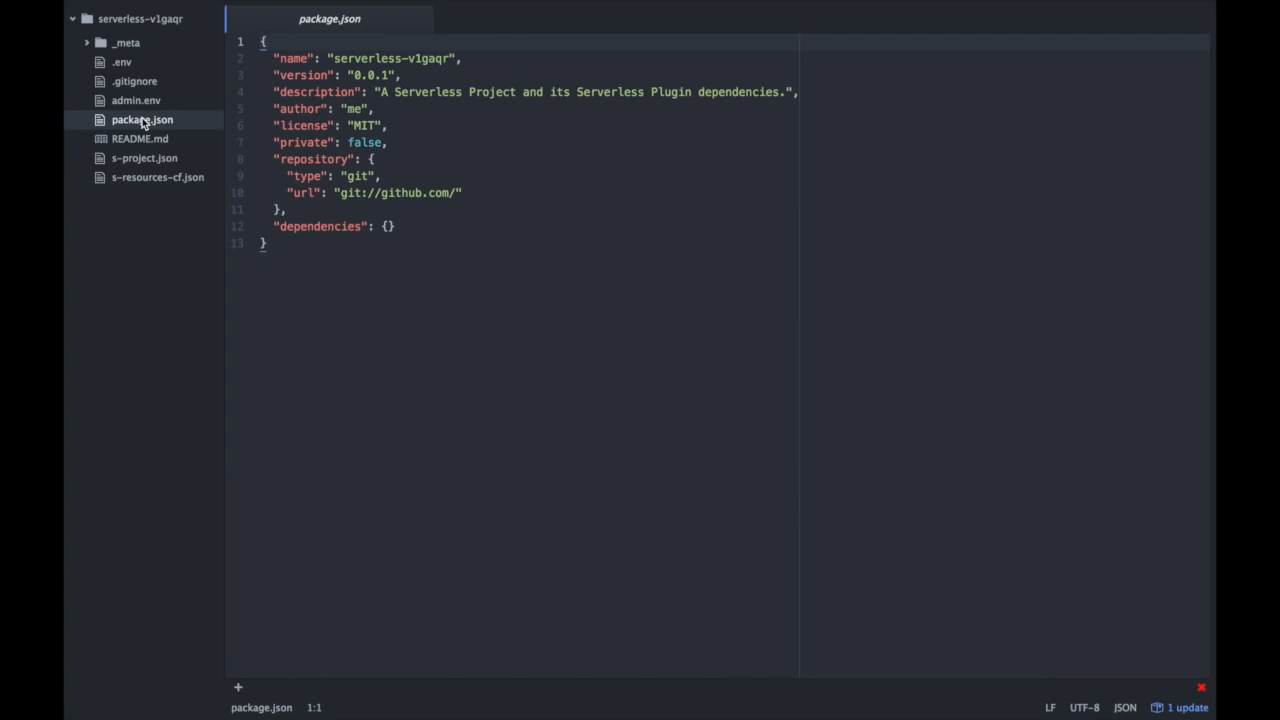 serverless-v1gaqr
_meta
.env
.gitignore
admin.env
package.json
README.md
s-project.json
s-resources-cf.json
package.json
1 {
2 "name": "serverless-v1gaqr",
3 "version": "0.0.1",
4 "description": "A Serverless Project and its Serverless Plugin dependencies.",
5 "author": "me",
6 "license": "MIT",
7 "private": false,
8 "repository": {
9 "type": "git",
10 "url": "git://github.com/"
11 },
12 "dependencies": {}
13 }
package.json 1:1 LF UTF-8 JSON 1 update